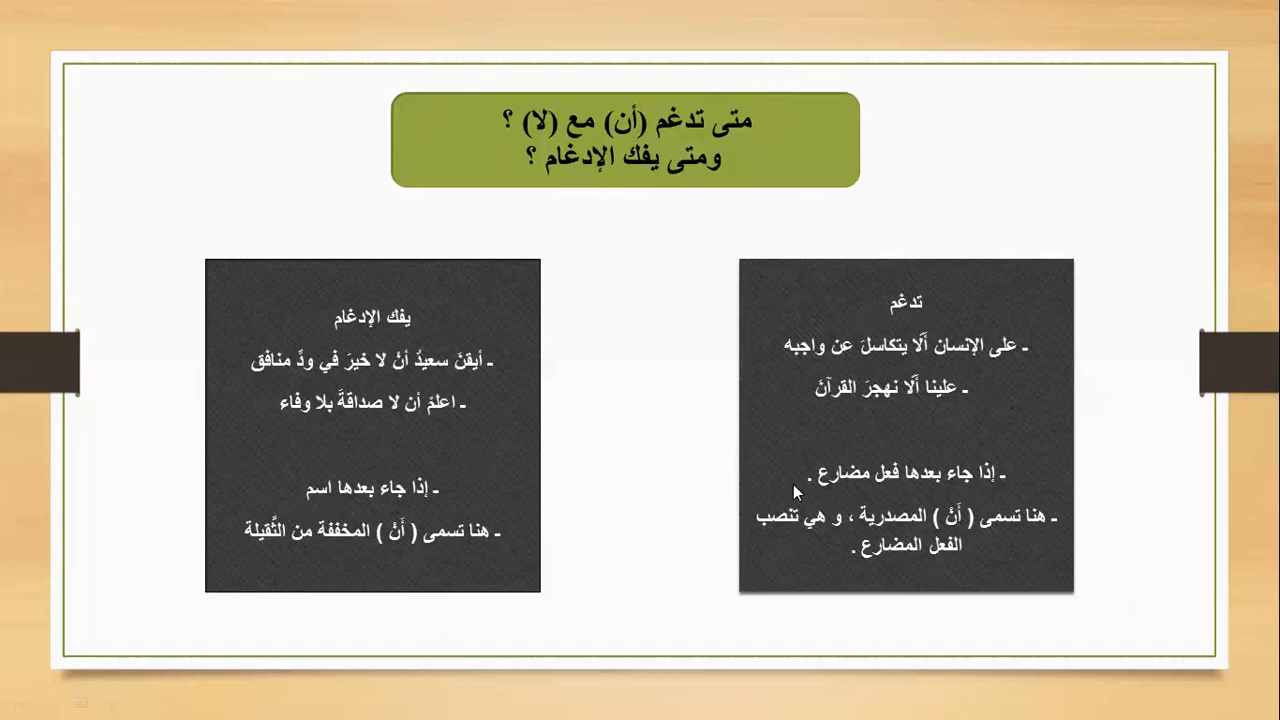 متى تدغم (أن) مع (لا) ؟
ومتى يفك الإدغام ؟
تدغم
ـ على الإنسان ألّا يتكاسلَ عن واجبه
ـ علينا ألّا نهجرَ القرآنَ
ـ إذا جاء بعدها فعل مضارع .
ـ هنا تسمى ( أَنْ ) المصدرية ، و هي تنصب
الفعل المضارع .
يفك الإدغام
ـ أيقنَ سعيدٌ أنْ لا خيرَ في ودِّ منافق
ـ اعلمْ أن لا صداقةَ بلا وفاء
ـ إذا جاء بعدها اسم
ـ هنا تسمى ( أَنْ ) المخففة من الثَّقيلة